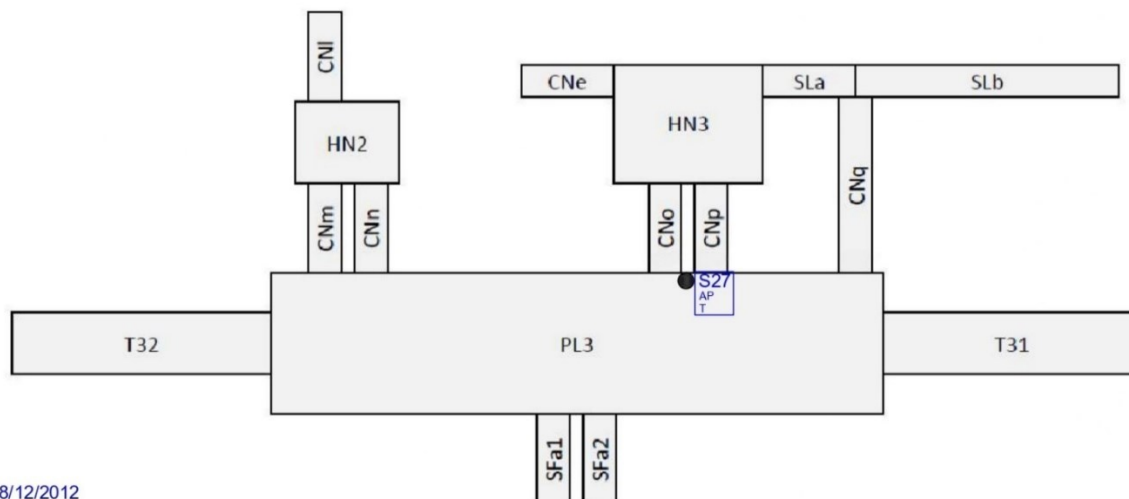 CNl
CNe
SLa
SLb
HN2
HN3
CNm
CNn
CNo
CNp
CNq
S27
AP
T
T32
PL3
T31
SFa1
SFa2
8/12/2012